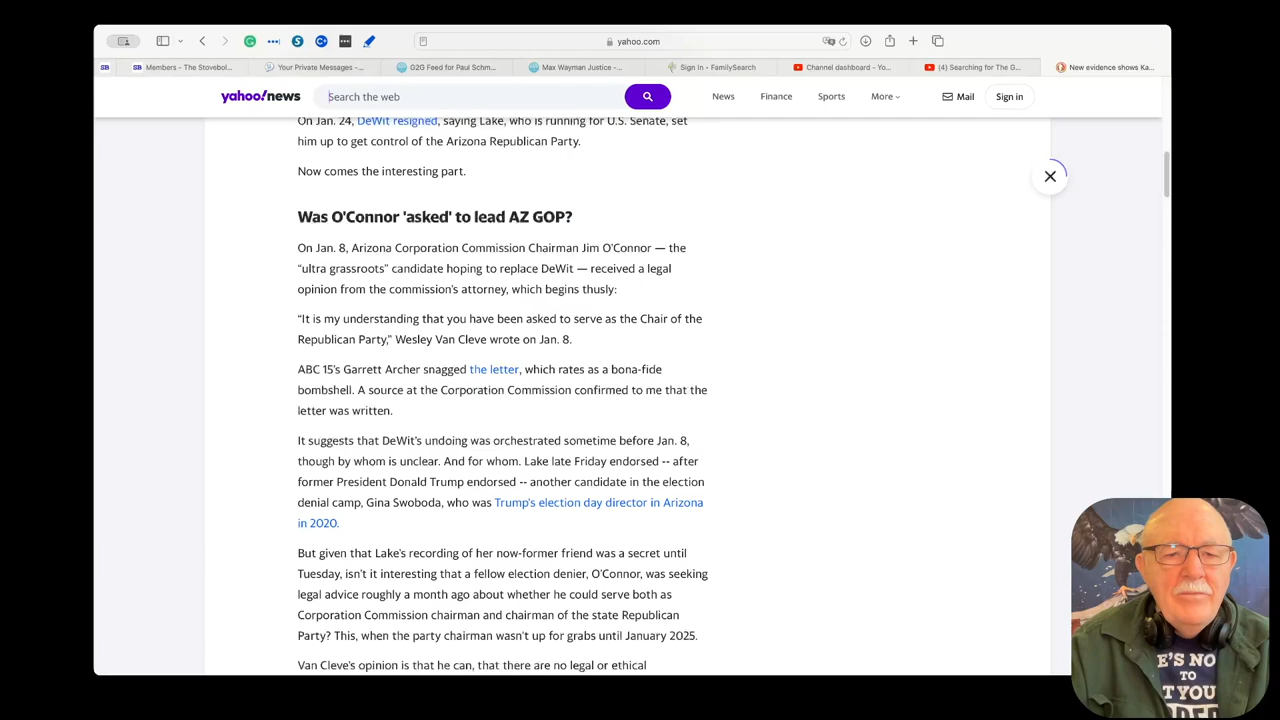 yahoo.com
SB
Members - The Stovebol...
Your Private Messages -...
G2G Feed for Paul Schm...
Max Wayman Justice -...
Sign In • FamilySearch
Channel dashboard - Yo...
(4) Searching for The G...
New evidence shows Ka...
yahoo!news
Search the web
News
Finance
Sports
More
Mail
Sign in
On Jan. 24, DeWit resigned, saying Lake, who is running for U.S. Senate, set
him up to get control of the Arizona Republican Party.
Now comes the interesting part.
Was O'Connor 'asked' to lead AZ GOP?
On Jan. 8, Arizona Corporation Commission Chairman Jim O'Connor — the
“ultra grassroots” candidate hoping to replace DeWit — received a legal
opinion from the commission's attorney, which begins thusly:
“It is my understanding that you have been asked to serve as the Chair of the
Republican Party,” Wesley Van Cleve wrote on Jan. 8.
ABC 15's Garrett Archer snagged the letter, which rates as a bona-fide
bombshell. A source at the Corporation Commission confirmed to me that the
letter was written.
It suggests that DeWit's undoing was orchestrated sometime before Jan. 8,
though by whom is unclear. And for whom. Lake late Friday endorsed -- after
former President Donald Trump endorsed -- another candidate in the election
denial camp, Gina Swoboda, who was Trump's election day director in Arizona
in 2020.
But given that Lake's recording of her now-former friend was a secret until
Tuesday, isn't it interesting that a fellow election denier, O'Connor, was seeking
legal advice roughly a month ago about whether he could serve both as
Corporation Commission chairman and chairman of the state Republican
Party? This, when the party chairman wasn't up for grabs until January 2025.
Van Cleve's opinion is that he can, that there are no legal or ethical
E'S NO
TO
T YOU